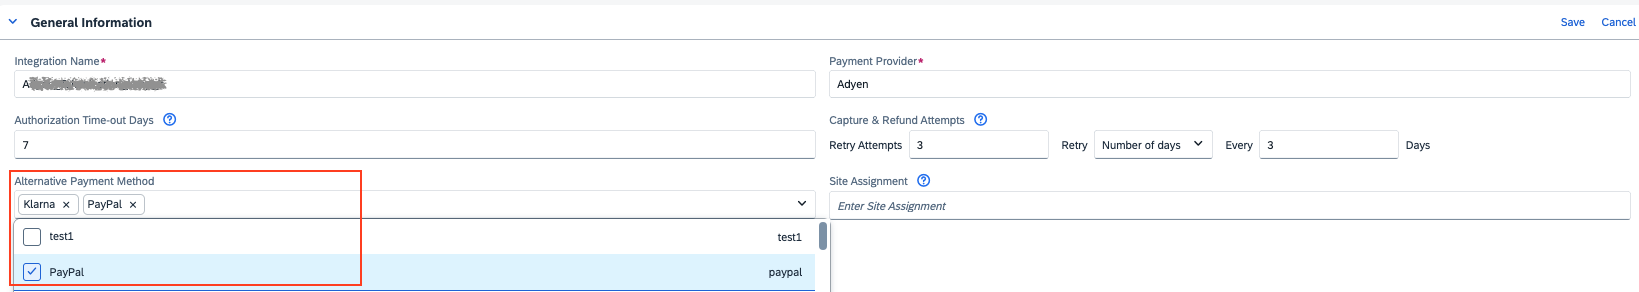 General Information
Save Cancel
Integration Name*
Payment Provider*
A
Adyen
Authorization Time-out Days ?
Capture & Refund Attempts ?
7
Retry Attempts 3 Retry Number of days Every 3 Days
Alternative Payment Method
Site Assignment ?
Klarna × PayPal ×
Enter Site Assignment
test1 test1
PayPal paypal